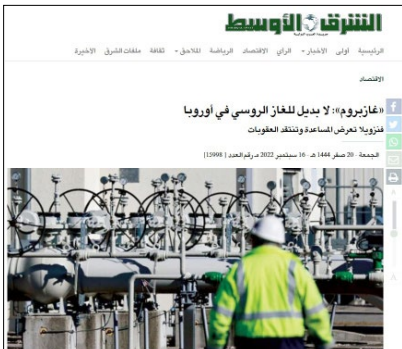 الشرق الأوسط
الرئيسية أولى الأخبار الرأي الاقتصاد الرياضة الملاحق ثقافة ملفات الشرق الأخيرة
الاقتصاد
«غازبروم»: لا بديل للغاز الروسي في أوروبا
فنزويلا تعرض المساعدة وتنتقد العقوبات
الجمعة - 20 صفر 1444 هـ - 16 سبتمبر 2022 مـ رقم العدد [15998]